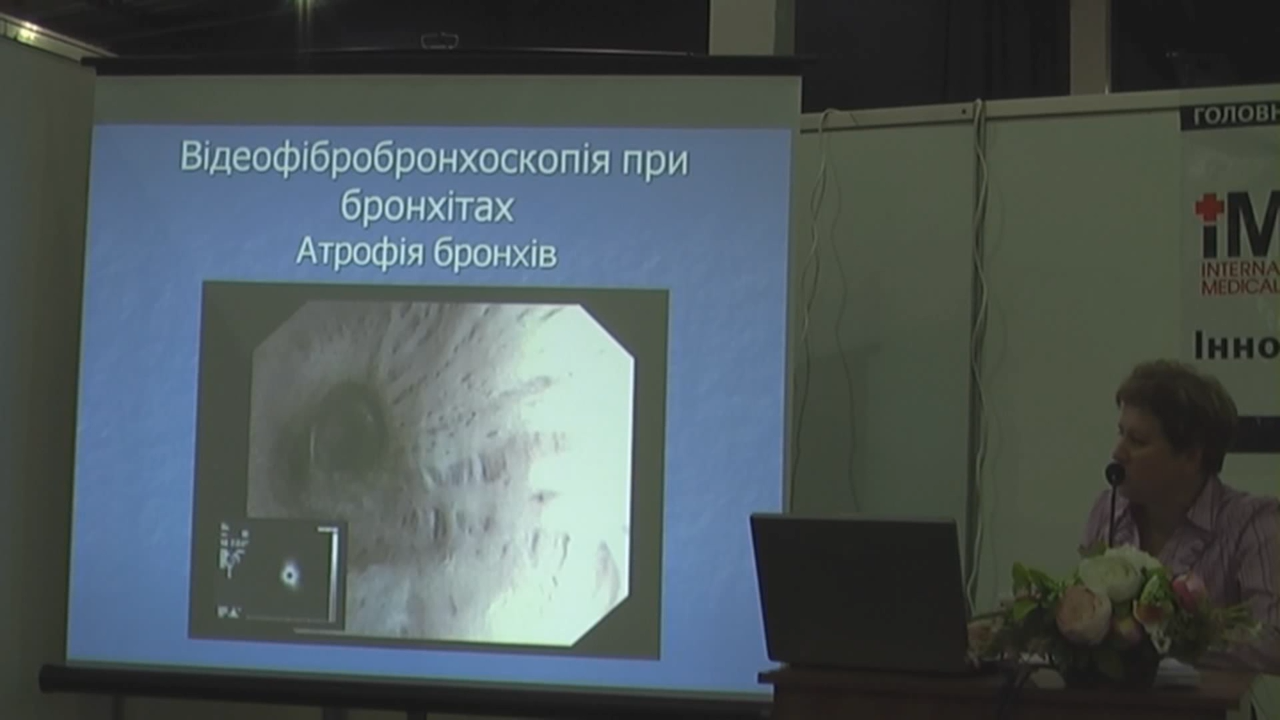 Відеофібробронхоскопія при
бронхітах
Атрофія бронхів
ГОЛОВН
iM
INTERNA
MEDICAL
Інно